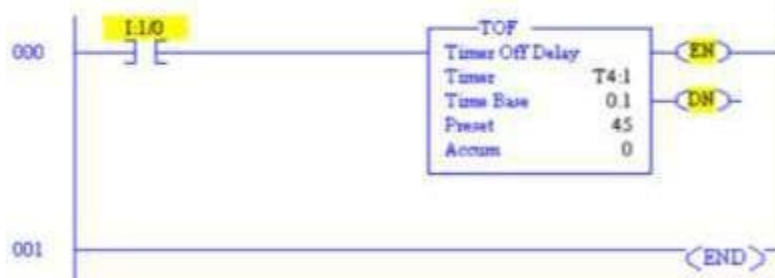 I:1/0
TOF
000
Timer Off Delay
EN
Timer T4:1
Time Base 0.1
DN
Preset 45
Accum 0
001
END